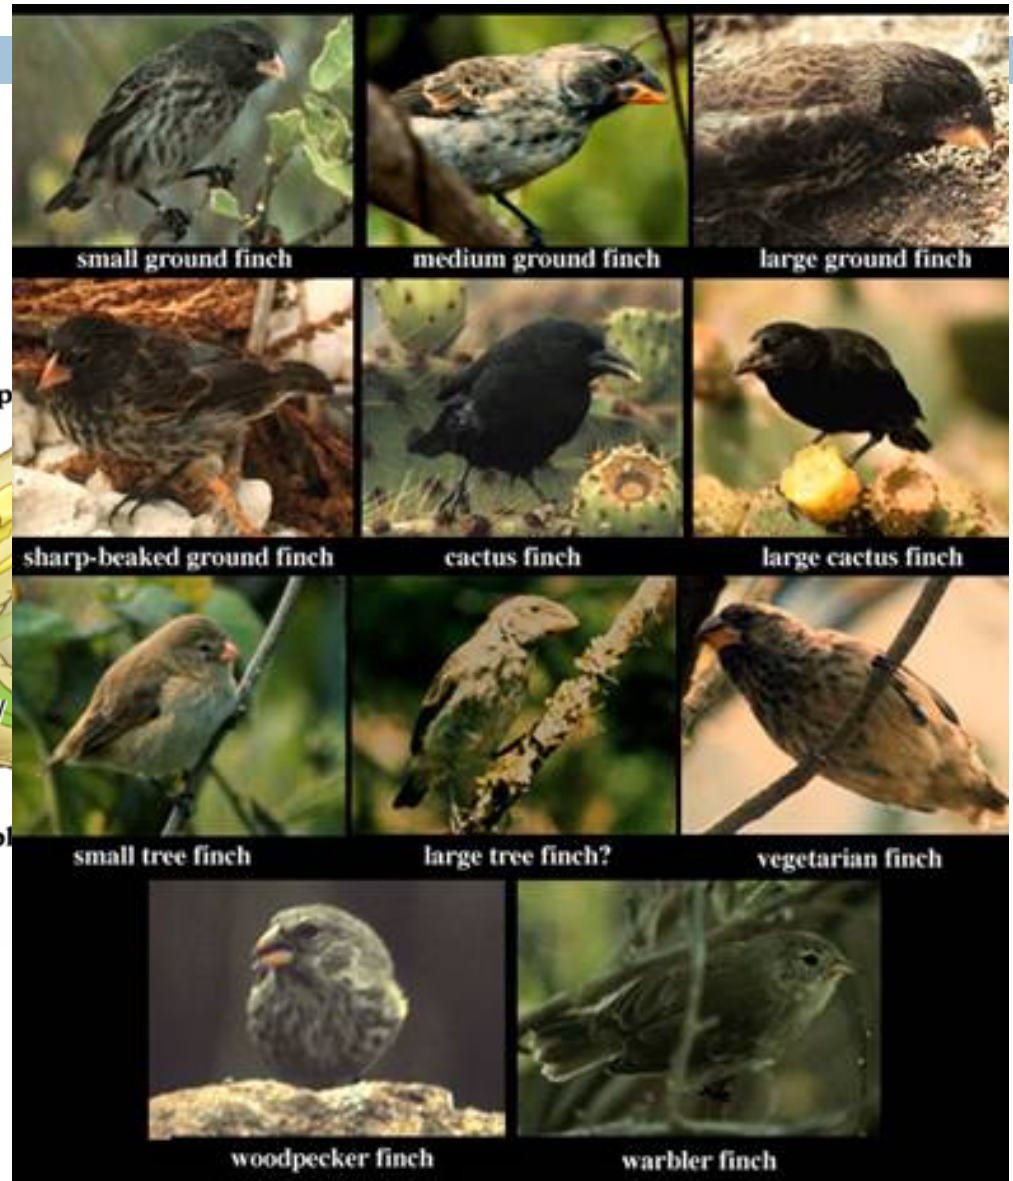 small ground finch
medium ground finch
large ground finch
sharp-beaked ground finch
cactus finch
large cactus finch
small tree finch
large tree finch?
vegetarian finch
woodpecker finch
warbler finch